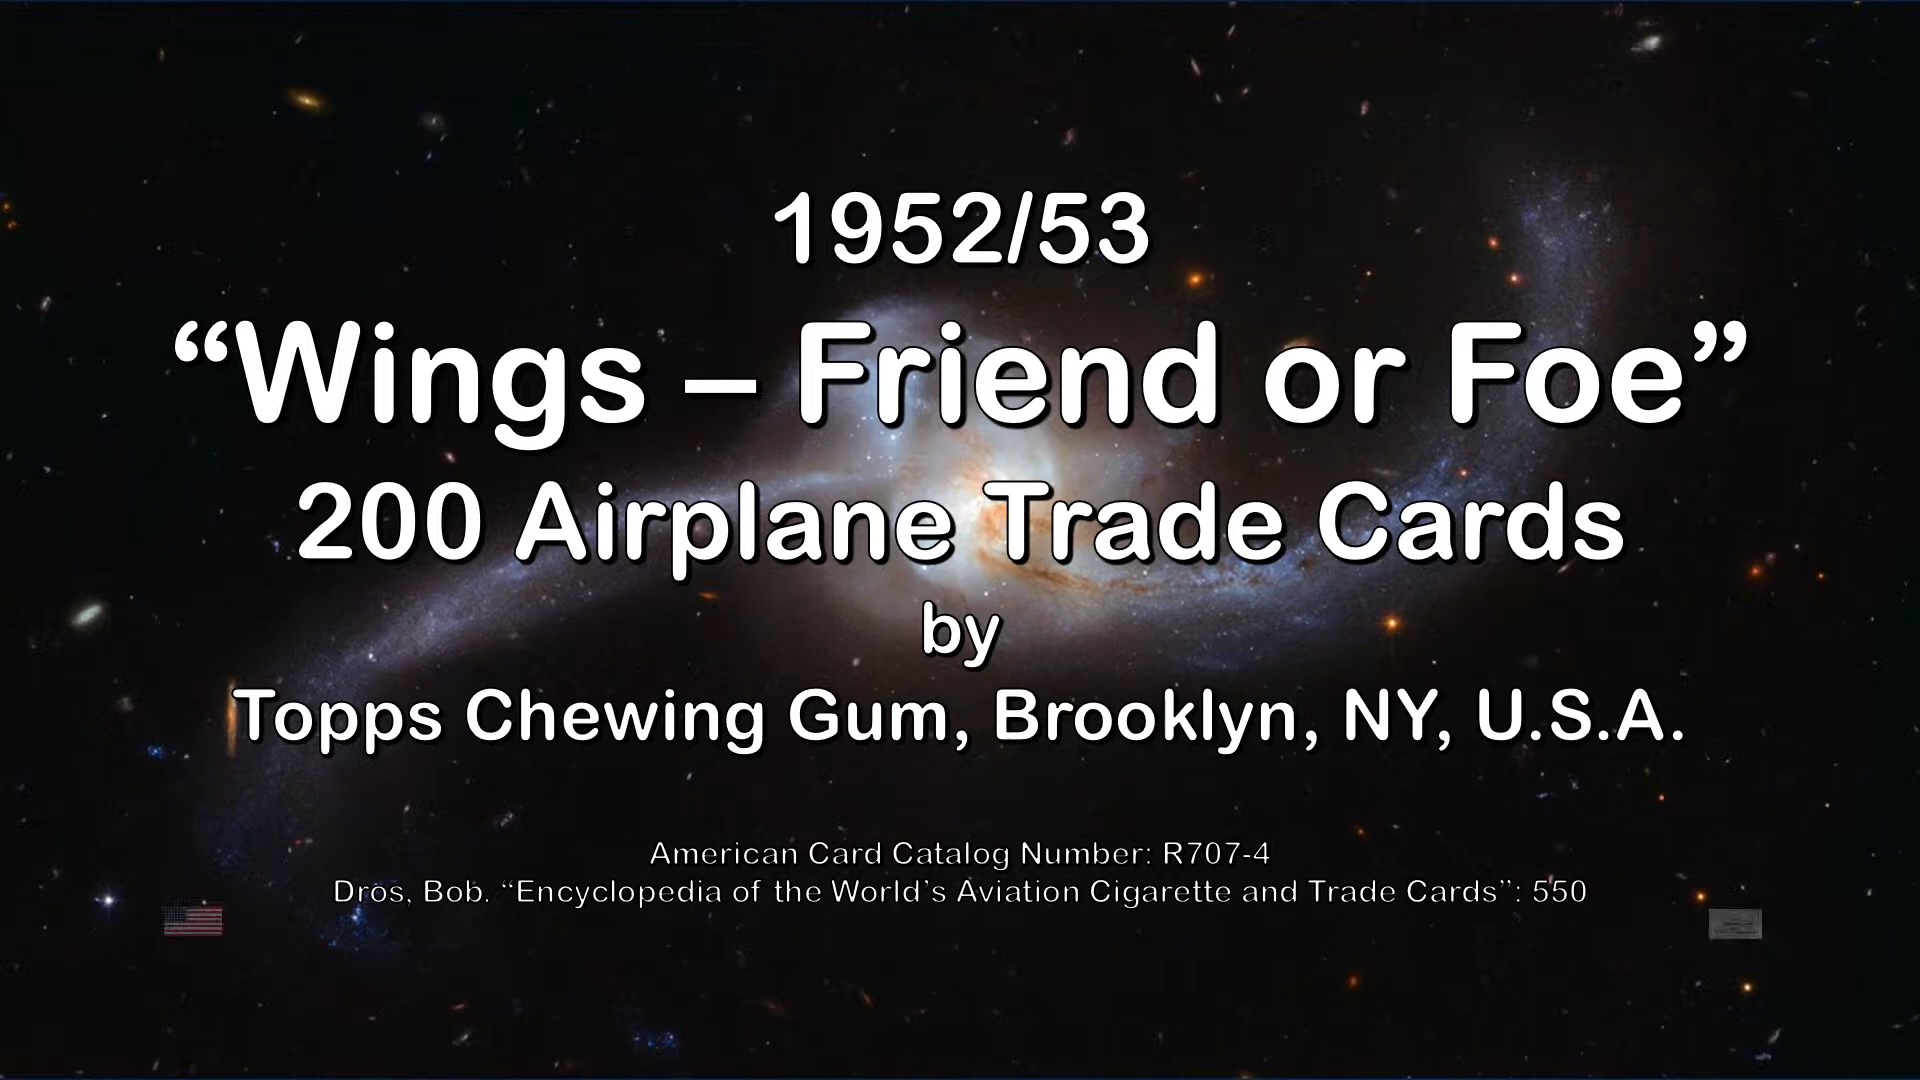 1952/53
“Wings – Friend or Foe”
200 Airplane Trade Cards
by
Topps Chewing Gum, Brooklyn, NY, U.S.A.
American Card Catalog Number: R707-4
Dros, Bob. “Encyclopedia of the World’s Aviation Cigarette and Trade Cards”: 550